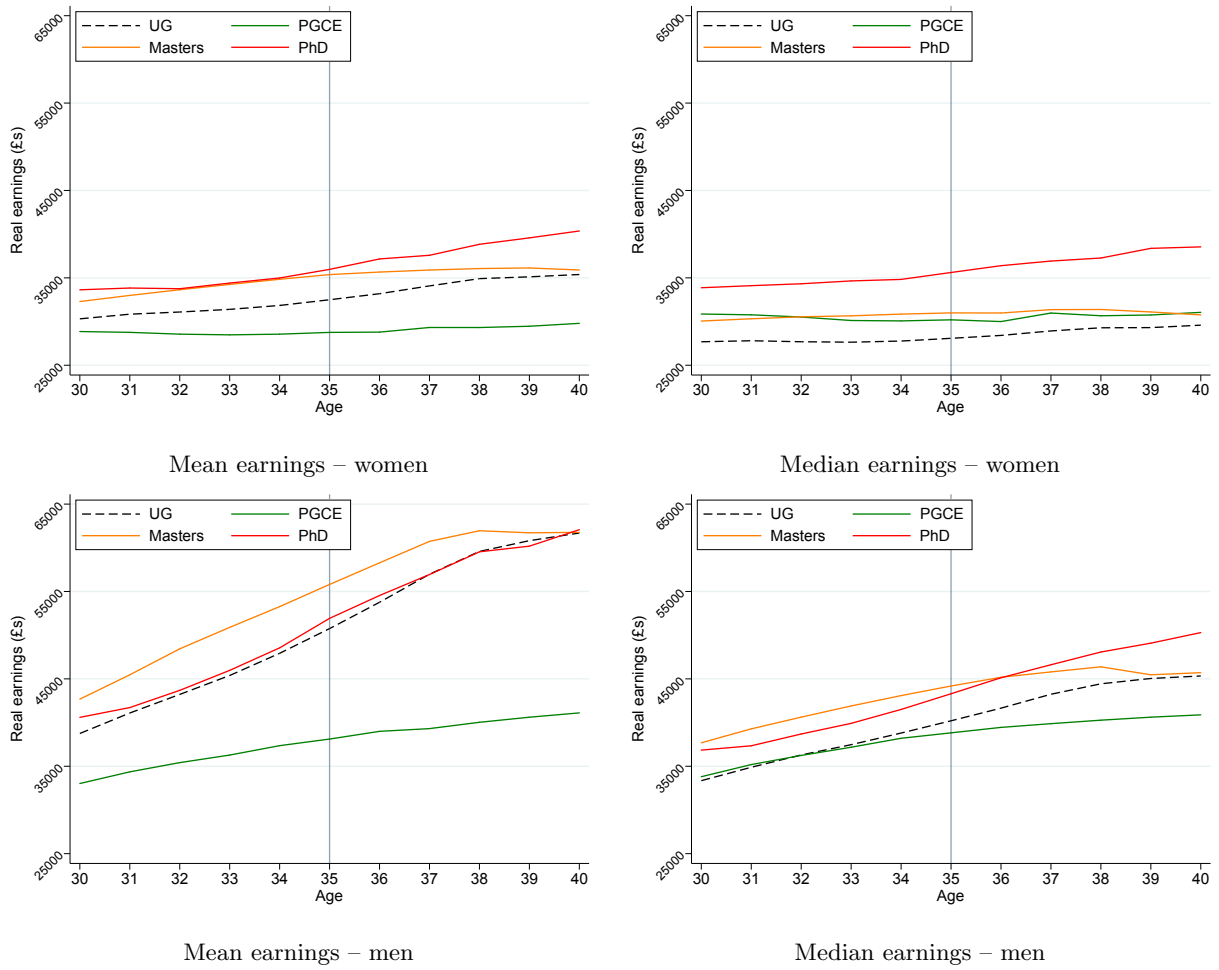 UG PGCE
Masters PhD
Real earnings (£s)
65000
55000
45000
35000
25000
30 31 32 33 34 35 36 37 38 39 40
Age
Mean earnings – women
UG PGCE
Masters PhD
Real earnings (£s)
65000
55000
45000
35000
25000
30 31 32 33 34 35 36 37 38 39 40
Age
Median earnings – women
UG PGCE
Masters PhD
Real earnings (£s)
65000
55000
45000
35000
25000
30 31 32 33 34 35 36 37 38 39 40
Age
Mean earnings – men
UG PGCE
Masters PhD
Real earnings (£s)
65000
55000
45000
35000
25000
30 31 32 33 34 35 36 37 38 39 40
Age
Median earnings – men